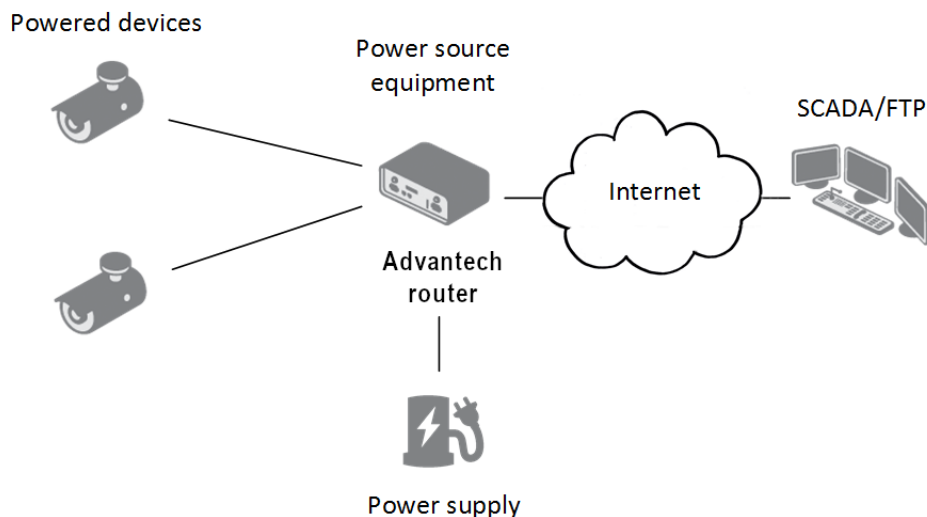 Powered devices
Power source
equipment
SCADA/FTP
Internet
Advantech
router
Power supply